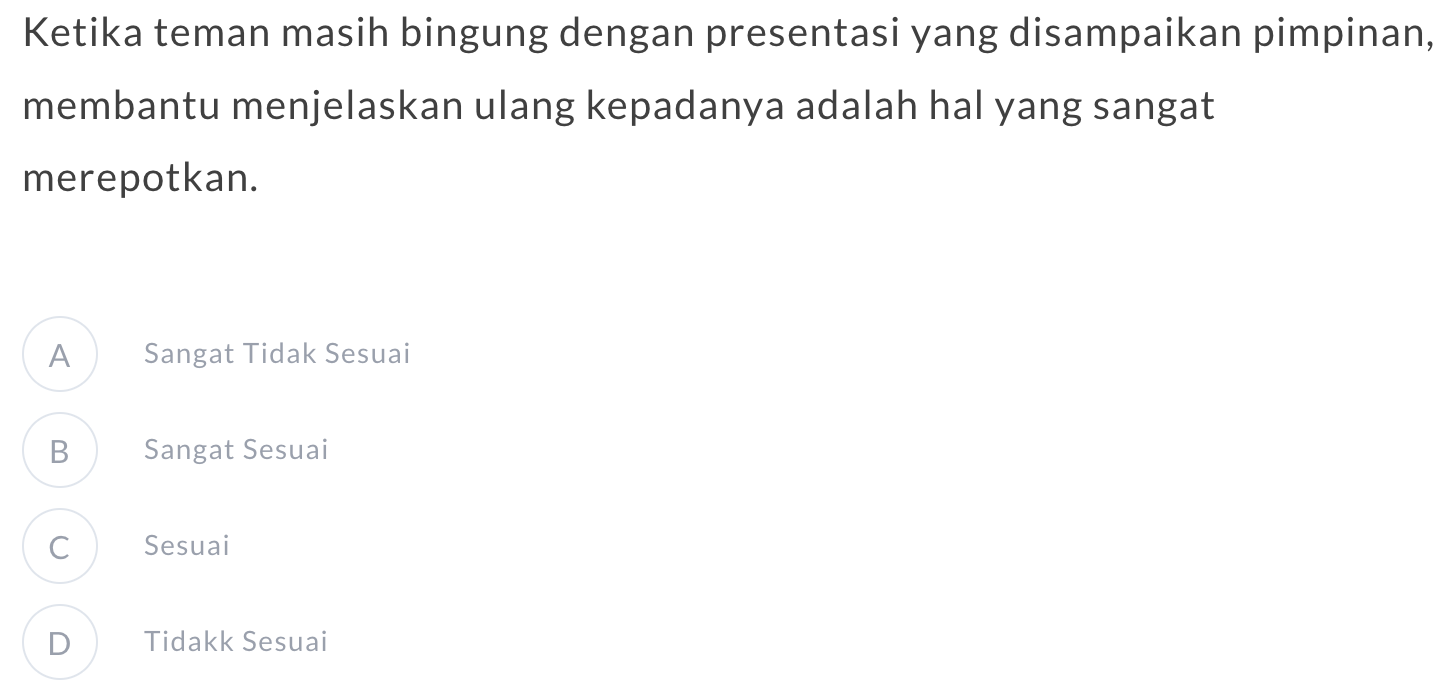 Ketika teman masih bingung dengan presentasi yang disampaikan pimpinan,
membantu menjelaskan ulang kepadanya adalah hal yang sangat
merepotkan.
A Sangat Tidak Sesuai
B Sangat Sesuai
C Sesuai
D Tidakk Sesuai